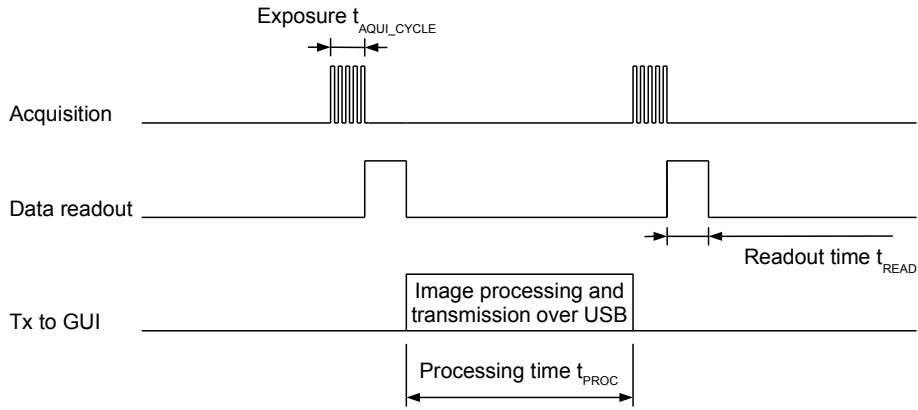 Exposure tAQUI_CYCLE
Acquisition
Data readout
Readout time tREAD
Image processing and
transmission over USB
Tx to GUI
Processing time tPROC